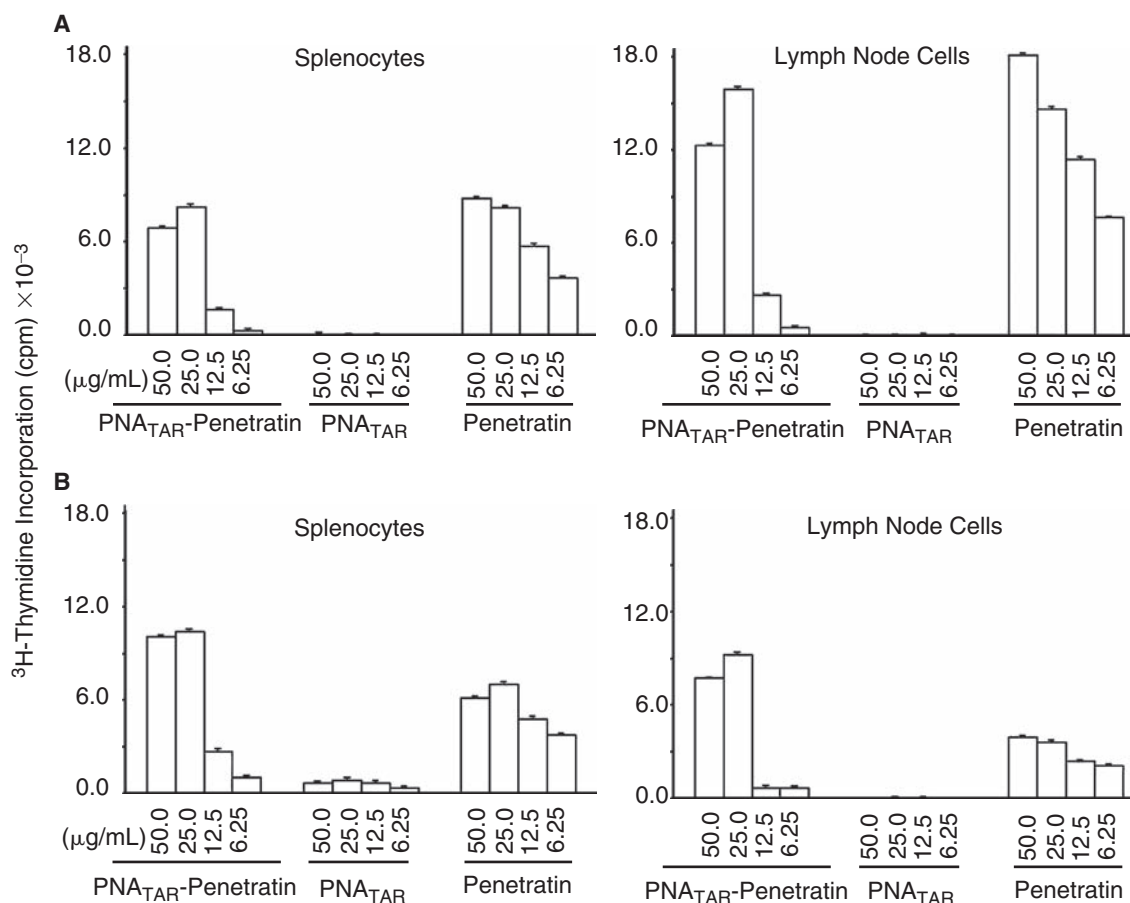 A
Splenocytes
Lymph Node Cells
18.0
12.0
6.0
0.0
18.0
12.0
6.0
0.0
(μg/mL)
50.0 25.0 12.5 6.25
50.0 25.0 12.5 6.25
50.0 25.0 12.5 6.25
50.0 25.0 12.5 6.25
50.0 25.0 12.5 6.25
50.0 25.0 12.5 6.25
PNATAR-Penetratin PNATAR Penetratin
PNATAR-Penetratin PNATAR Penetratin
³H-Thymidine Incorporation (cpm) ×10⁻³
B
Splenocytes
Lymph Node Cells
18.0
12.0
6.0
0.0
18.0
12.0
6.0
0.0
(μg/mL)
50.0 25.0 12.5 6.25
50.0 25.0 12.5 6.25
50.0 25.0 12.5 6.25
50.0 25.0 12.5 6.25
50.0 25.0 12.5 6.25
50.0 25.0 12.5 6.25
PNATAR-Penetratin PNATAR Penetratin
PNATAR-Penetratin PNATAR Penetratin